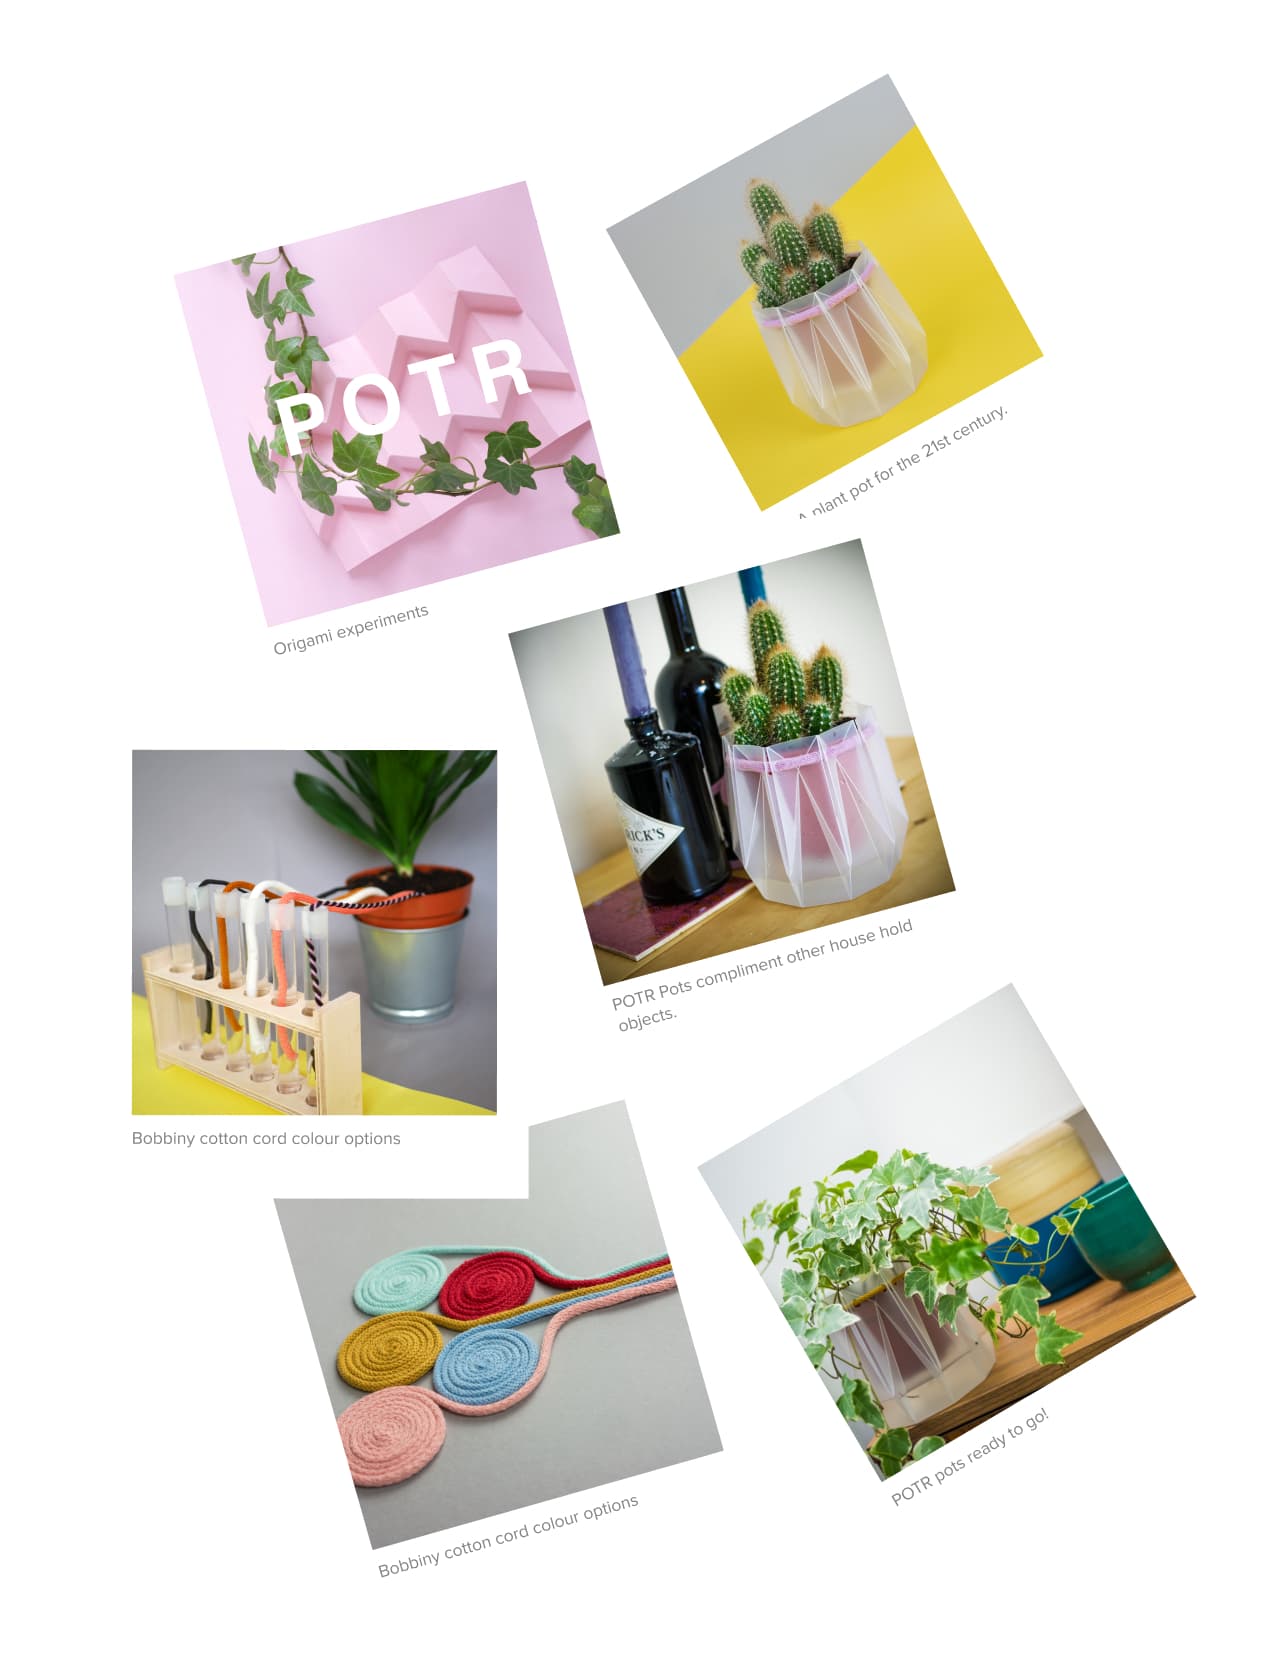 POTR
A plant pot for the 21st century.
Origami experiments
RICK'S
POTR Pots compliment other house hold
objects.
Bobbiny cotton cord colour options
POTR pots ready to go!
Bobbiny cotton cord colour options